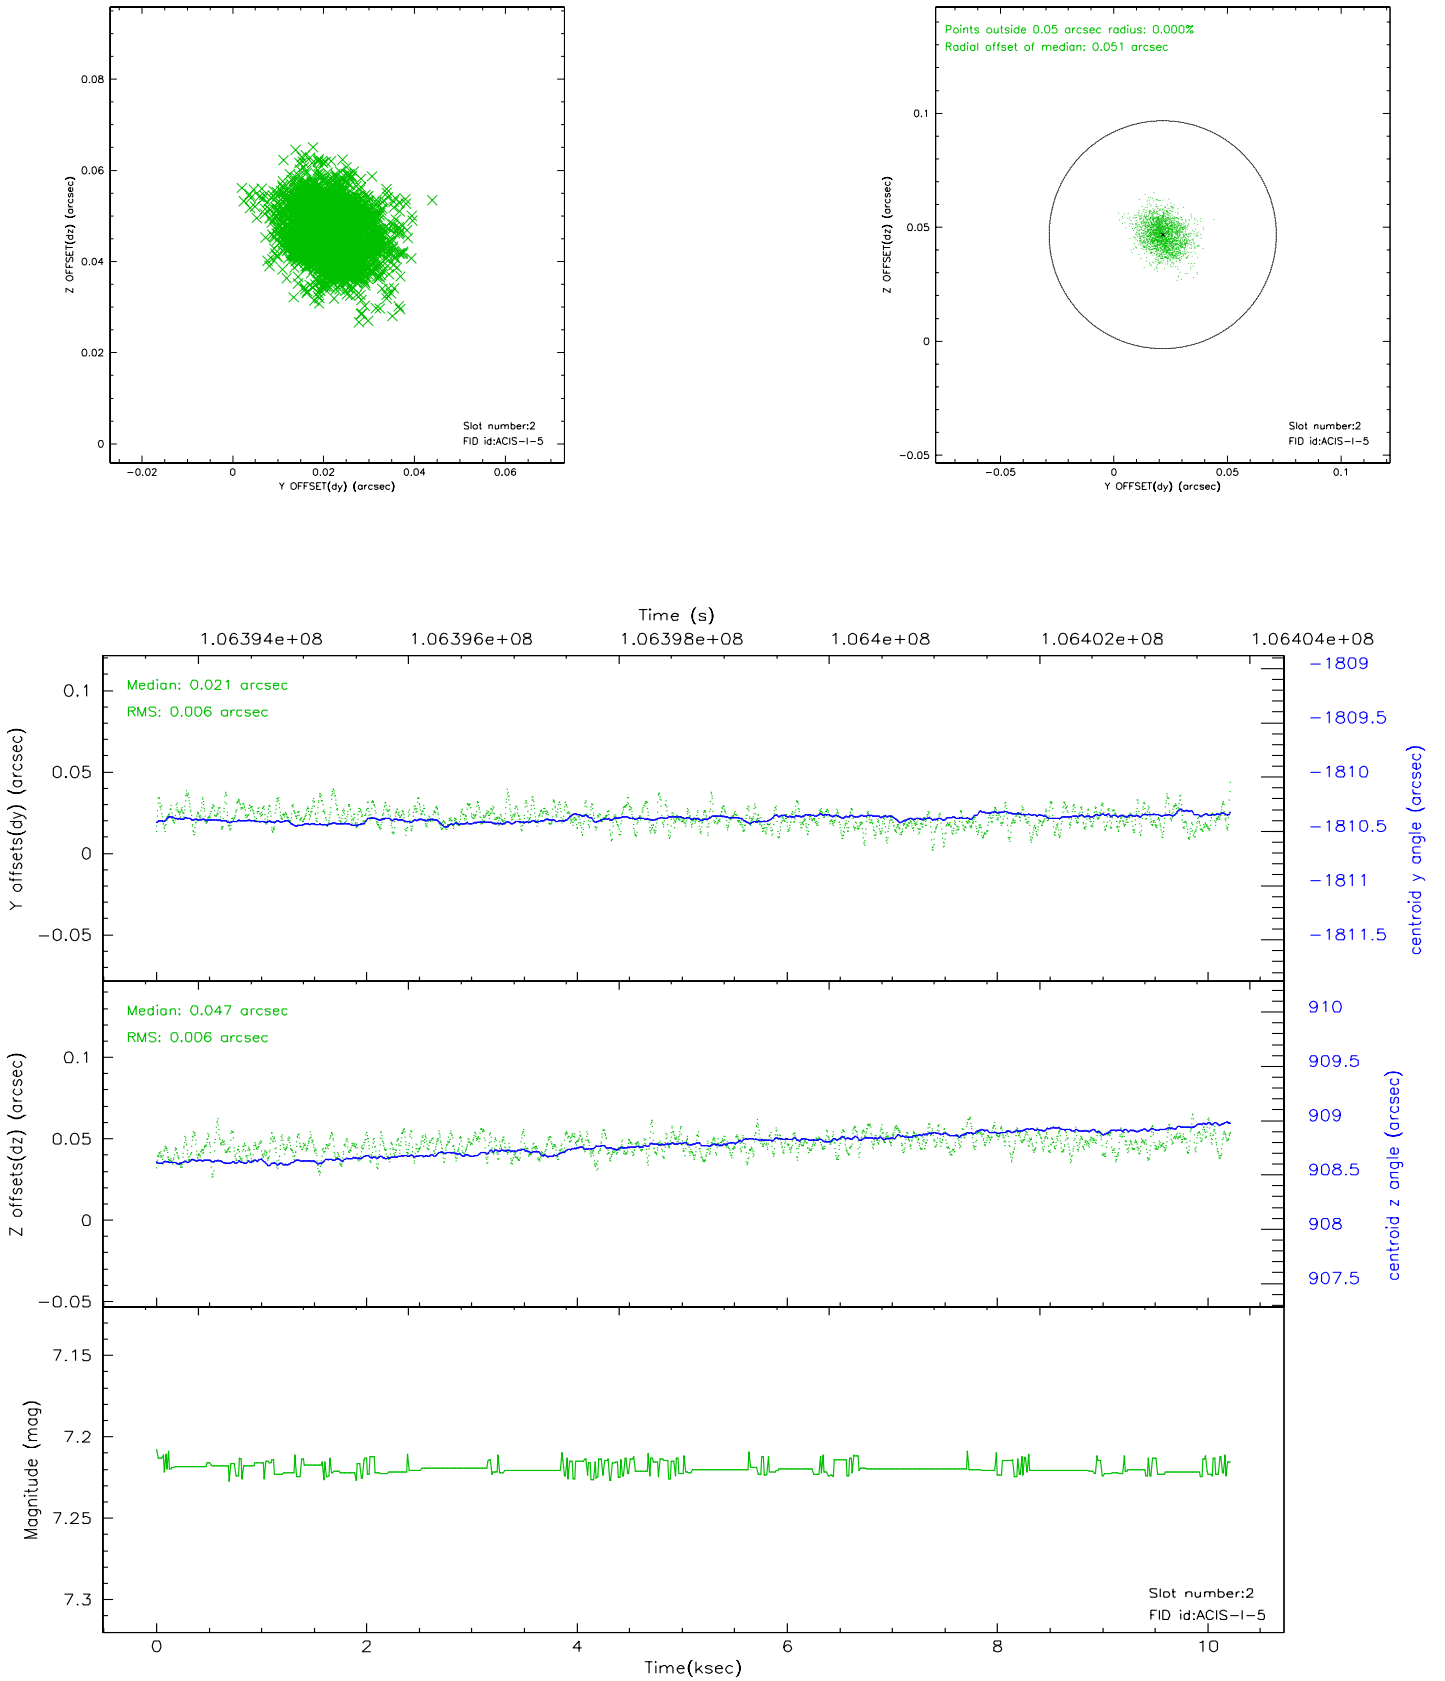 0.08
0.06
0.04
0.02
0
Z OFFSET(dz) (arcsec)
Slot number:2
FID id:ACIS-I-5
-0.02 0 0.02 0.04 0.06
Y OFFSET(dy) (arcsec)
Points outside 0.05 arcsec radius: 0.000%
Radial offset of median: 0.051 arcsec
0.1
0.05
0
-0.05
Z OFFSET(dz) (arcsec)
Slot number:2
FID id:ACIS-I-5
-0.05 0 0.05 0.1
Y OFFSET(dy) (arcsec)
Time (s)
1.06394e+08 1.06396e+08 1.06398e+08 1.064e+08 1.06402e+08 1.06404e+08
Median: 0.021 arcsec
RMS: 0.006 arcsec
0.1
0.05
0
-0.05
Y offsets(dy) (arcsec)
-1809
-1809.5
-1810
-1810.5
-1811
-1811.5
centroid y angle (arcsec)
Median: 0.047 arcsec
RMS: 0.006 arcsec
0.1
0.05
0
-0.05
Z offsets(dz) (arcsec)
910
909.5
909
908.5
908
907.5
centroid z angle (arcsec)
7.15
7.2
7.25
7.3
Magnitude (mag)
Slot number:2
FID id:ACIS-I-5
0 2 4 6 8 10
Time(ksec)